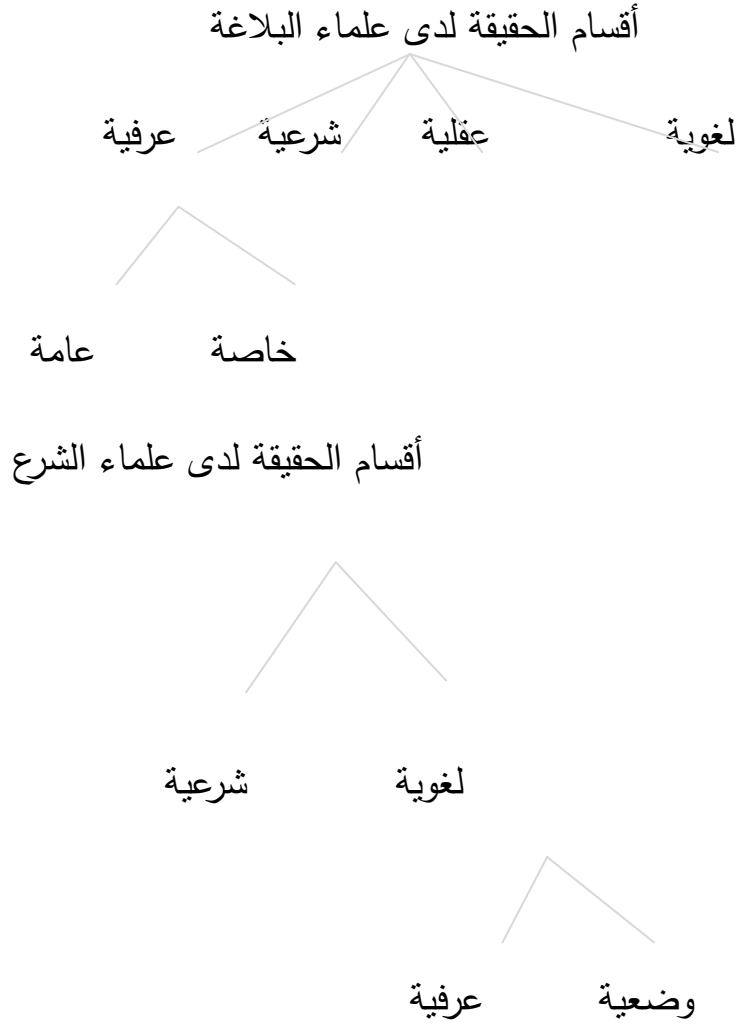 أقسام الحقيقة لدى علماء البلاغة
لغوية عقلية شرعية عرفية
خاصة عامة
أقسام الحقيقة لدى علماء الشرع
لغوية شرعية
وضعية عرفية